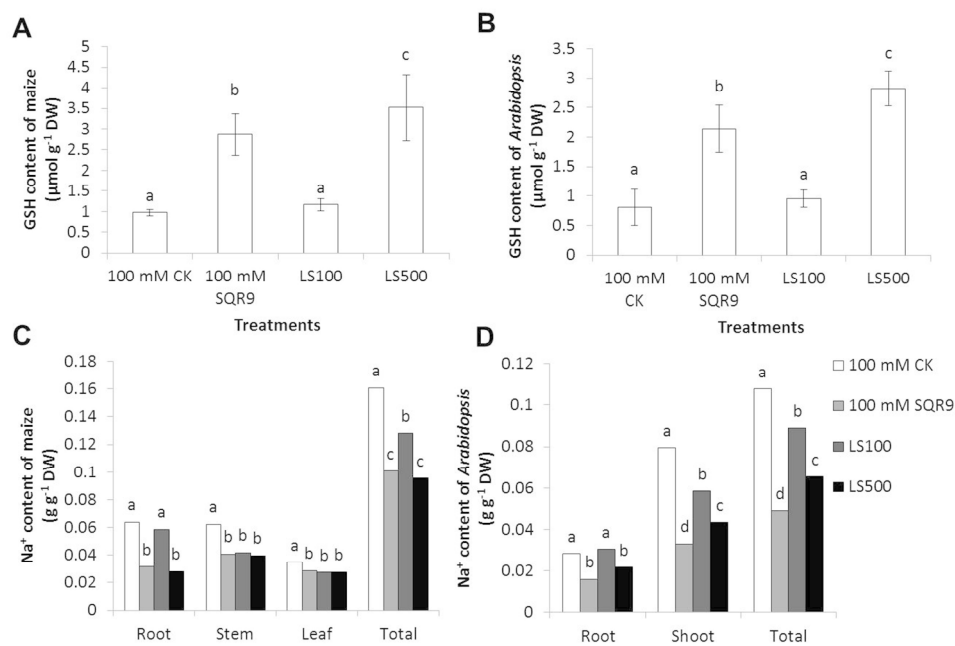 A
GSH content of maize
(µmol g-1 DW)
5
4.5
4
3.5
3
2.5
2
1.5
1
0.5
0
a
b
a
c
100 mM CK
100 mM
SQR9
LS100
LS500
Treatments
B
GSH content of Arabidopsis
(µmol g-1 DW)
3.5
3
2.5
2
1.5
1
0.5
0
a
b
a
c
100 mM
CK
100 mM
SQR9
LS100
LS500
Treatments
C
Na+ content of maize
(g g-1 DW)
0.18
0.16
0.14
0.12
0.1
0.08
0.06
0.04
0.02
0
a
b
a
b
a
b
b
b
a
b
b
b
a
c
b
c
Root
Stem
Leaf
Total
D
Na+ content of Arabidopsis
(g g-1 DW)
0.12
0.1
0.08
0.06
0.04
0.02
0
a
b
a
b
a
d
b
c
a
d
b
c
Root
Shoot
Total
100 mM CK
100 mM SQR9
LS100
LS500